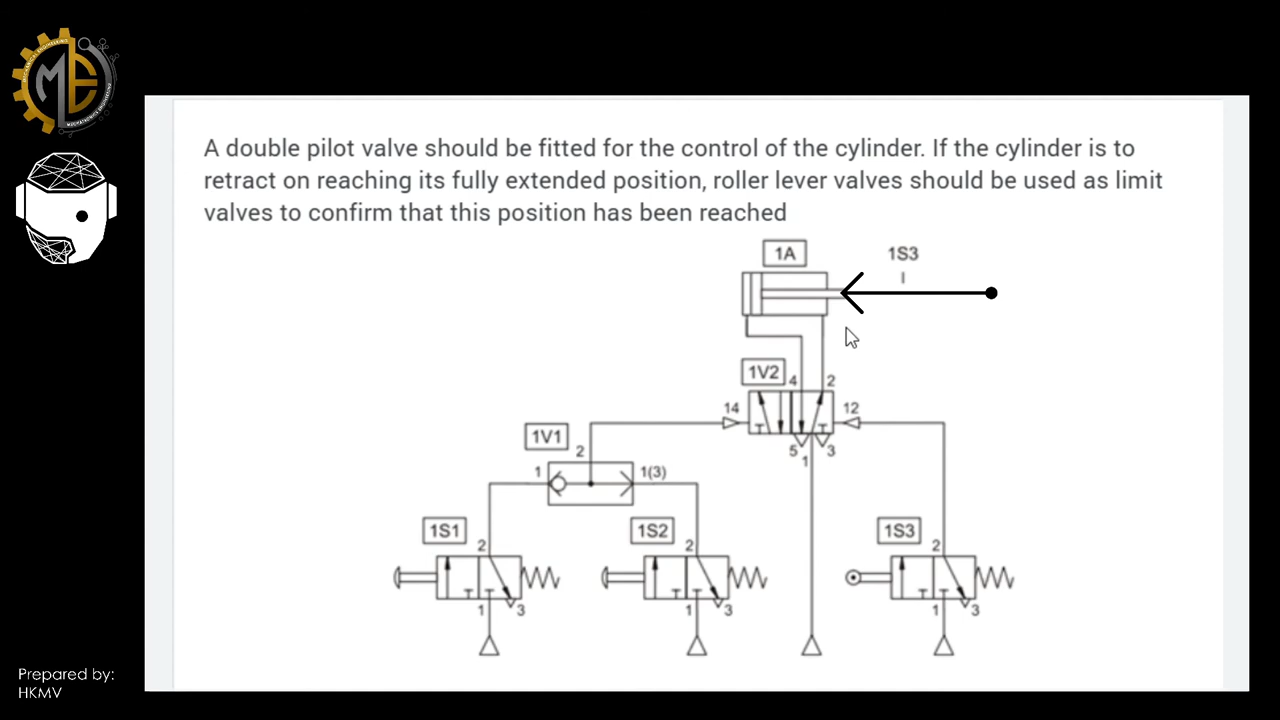 A double pilot valve should be fitted for the control of the cylinder. If the cylinder is to
retract on reaching its fully extended position, roller lever valves should be used as limit
valves to confirm that this position has been reached
1A
1S3
1V2
4
2
14
12
1V1
2
5
1
3
1
1(3)
1S1
1S2
1S3
2
2
2
1
3
1
3
1
3
Prepared by:
HKMV